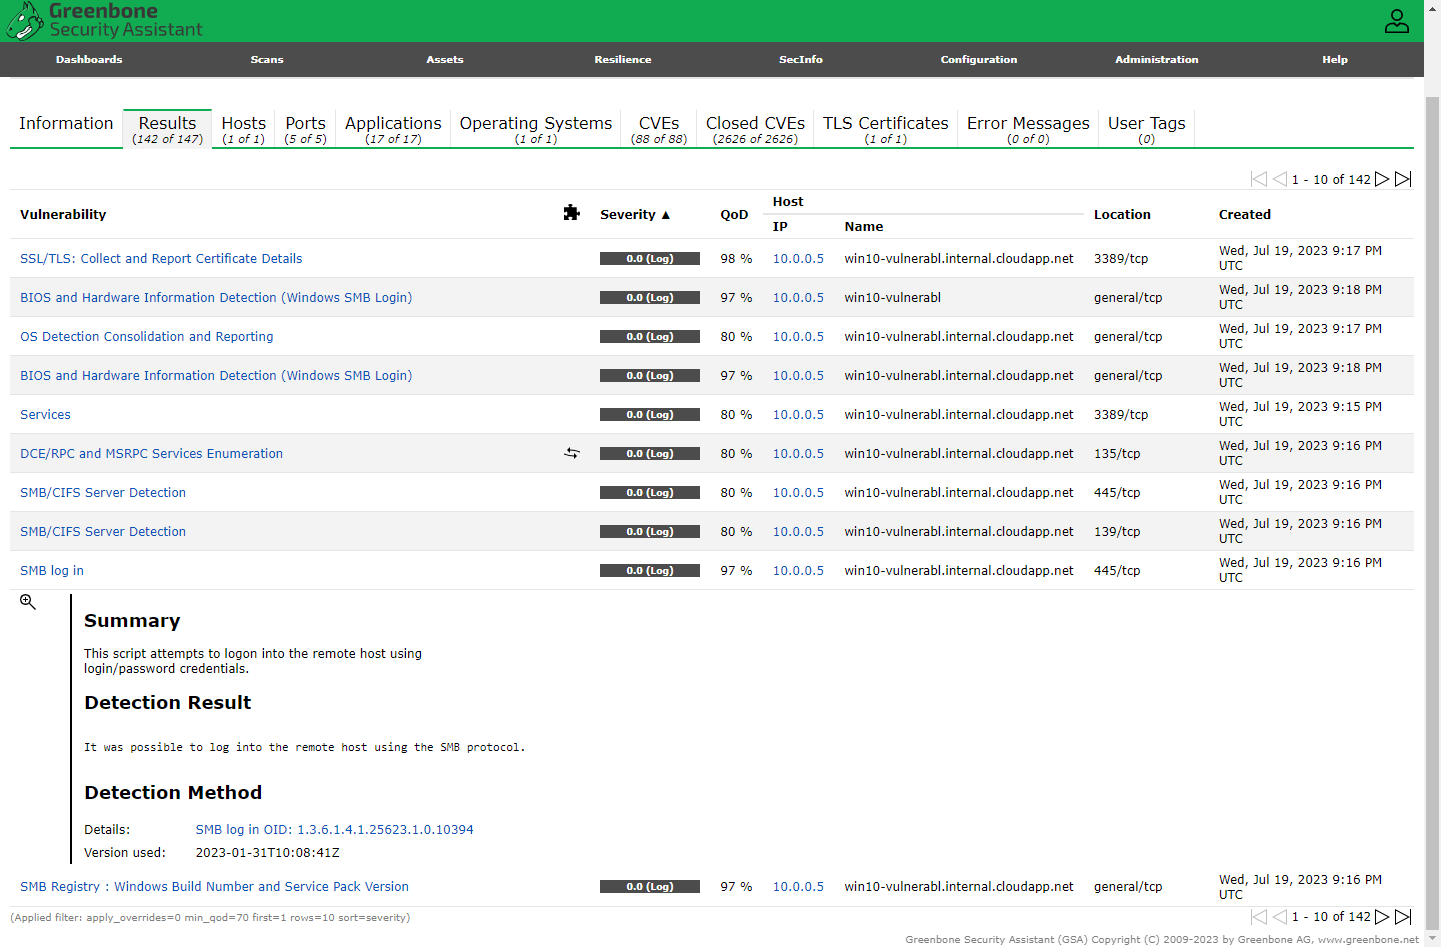 Greenbone
Security Assistant
Dashboards Scans Assets Resilience SecInfo Configuration Administration Help
Information Results Hosts Ports Applications Operating Systems CVEs Closed CVEs TLS Certificates Error Messages User Tags
(142 of 147) (1 of 1) (5 of 5) (17 of 17) (1 of 1) (88 of 88) (2626 of 2626) (1 of 1) (0 of 0) (0)
1 - 10 of 142
Vulnerability Severity ▲ QoD Host Location Created
IP Name
SSL/TLS: Collect and Report Certificate Details 0.0 (Log) 98 % 10.0.0.5 win10-vulnerabl.internal.cloudapp.net 3389/tcp Wed, Jul 19, 2023 9:17 PM
UTC
BIOS and Hardware Information Detection (Windows SMB Login) 0.0 (Log) 97 % 10.0.0.5 win10-vulnerabl general/tcp Wed, Jul 19, 2023 9:18 PM
UTC
OS Detection Consolidation and Reporting 0.0 (Log) 80 % 10.0.0.5 win10-vulnerabl.internal.cloudapp.net general/tcp Wed, Jul 19, 2023 9:17 PM
UTC
BIOS and Hardware Information Detection (Windows SMB Login) 0.0 (Log) 97 % 10.0.0.5 win10-vulnerabl.internal.cloudapp.net general/tcp Wed, Jul 19, 2023 9:18 PM
UTC
Services 0.0 (Log) 80 % 10.0.0.5 win10-vulnerabl.internal.cloudapp.net 3389/tcp Wed, Jul 19, 2023 9:15 PM
UTC
DCE/RPC and MSRPC Services Enumeration 0.0 (Log) 80 % 10.0.0.5 win10-vulnerabl.internal.cloudapp.net 135/tcp Wed, Jul 19, 2023 9:16 PM
UTC
SMB/CIFS Server Detection 0.0 (Log) 80 % 10.0.0.5 win10-vulnerabl.internal.cloudapp.net 445/tcp Wed, Jul 19, 2023 9:16 PM
UTC
SMB/CIFS Server Detection 0.0 (Log) 80 % 10.0.0.5 win10-vulnerabl.internal.cloudapp.net 139/tcp Wed, Jul 19, 2023 9:16 PM
UTC
SMB log in 0.0 (Log) 97 % 10.0.0.5 win10-vulnerabl.internal.cloudapp.net 445/tcp Wed, Jul 19, 2023 9:16 PM
UTC
Summary
This script attempts to logon into the remote host using
login/password credentials.
Detection Result
It was possible to log into the remote host using the SMB protocol.
Detection Method
Details: SMB log in OID: 1.3.6.1.4.1.25623.1.0.10394
Version used: 2023-01-31T10:08:41Z
SMB Registry : Windows Build Number and Service Pack Version 0.0 (Log) 97 % 10.0.0.5 win10-vulnerabl.internal.cloudapp.net general/tcp Wed, Jul 19, 2023 9:16 PM
UTC
(Applied filter: apply_overrides=0 min_qod=70 first=1 rows=10 sort=severity) 1 - 10 of 142
Greenbone Security Assistant (GSA) Copyright (C) 2009-2023 by Greenbone AG, www.greenbone.net